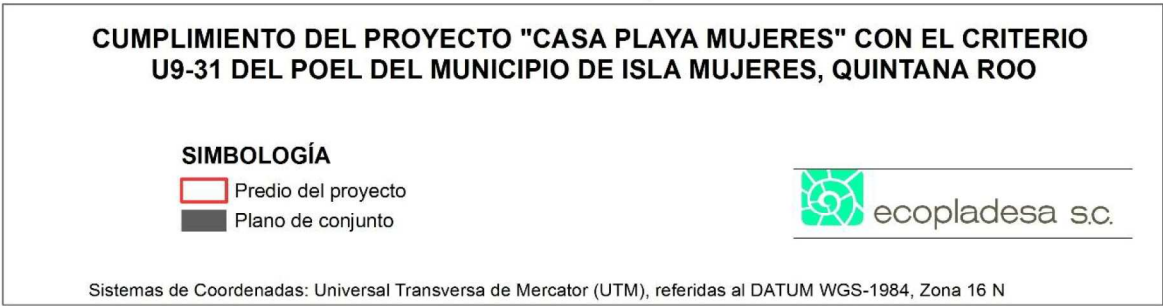 CUMPLIMIENTO DEL PROYECTO "CASA PLAYA MUJERES" CON EL CRITERIO
U9-31 DEL POEL DEL MUNICIPIO DE ISLA MUJERES, QUINTANA ROO
SIMBOLOGÍA
Predio del proyecto
Plano de conjunto
ecopladesa s.c.
Sistemas de Coordenadas: Universal Transversa de Mercator (UTM), referidas al DATUM WGS-1984, Zona 16 N